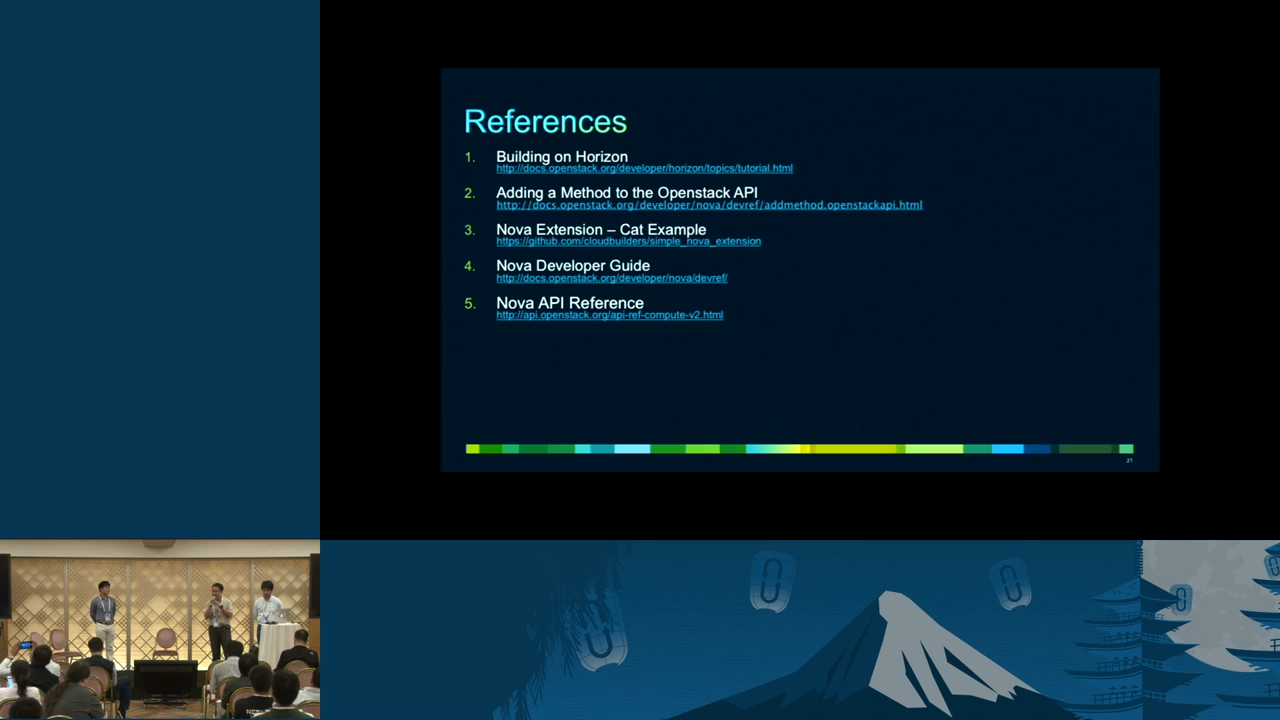 References
1. Building on Horizon
http://docs.openstack.org/developer/horizon/topics/tutorial.html
2. Adding a Method to the Openstack API
http://docs.openstack.org/developer/nova/devref/addmethod.openstackapi.html
3. Nova Extension – Cat Example
https://github.com/cloudbuilders/simple_nova_extension
4. Nova Developer Guide
http://docs.openstack.org/developer/nova/devref/
5. Nova API Reference
http://api.openstack.org/api-ref-compute-v2.html
21